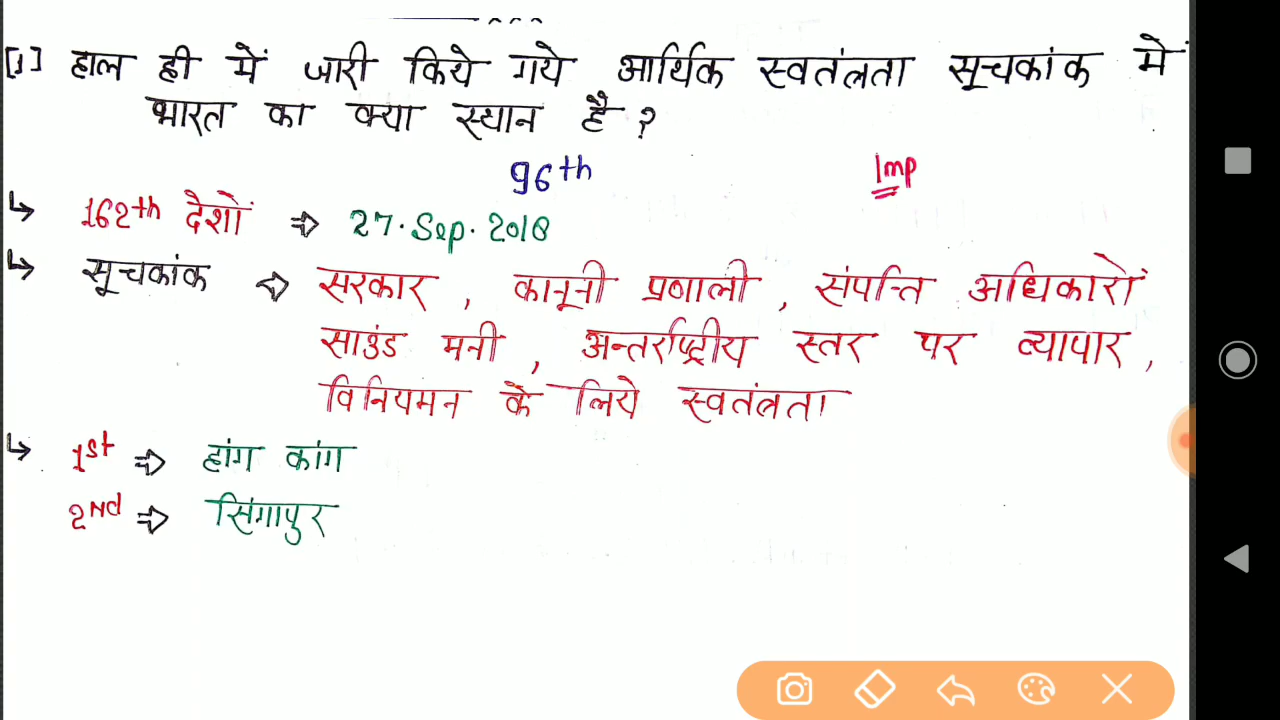 [1] हाल ही में जारी किये गये आर्थिक स्वतंत्रता सूचकांक में
भारत का क्या स्थान है ?
96th
Imp
↳ 162th देशों ⇒ 27. Sep. 2018
↳ सूचकांक ⇒ सरकार , कानूनी प्रणाली , संपत्ति अधिकारों
साउंड मनी , अन्तर्राष्ट्रीय स्तर पर व्यापार ,
विनियमन के लिये स्वतंत्रता
↳ 1st ⇒ हांग कांग
2Nd ⇒ सिंगापुर